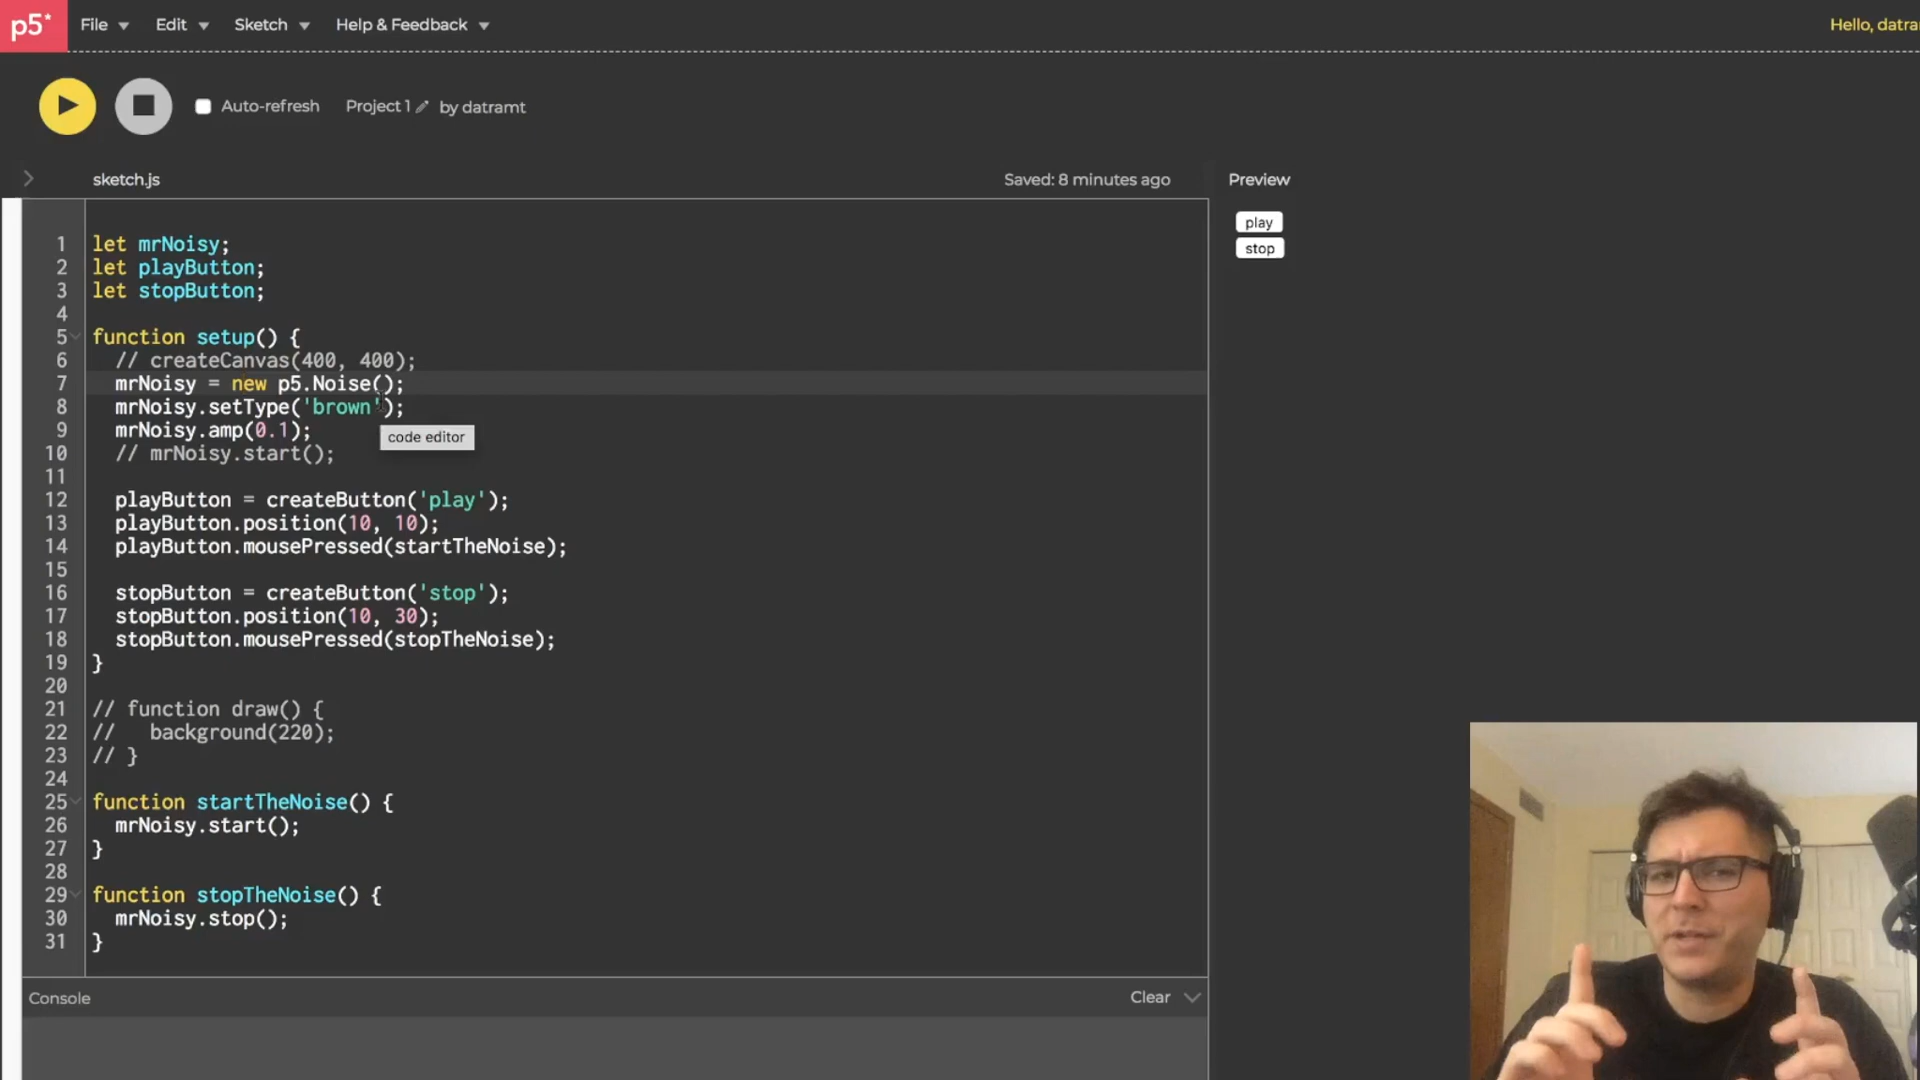 p5* File Edit Sketch Help & Feedback Hello, datra
Auto-refresh Project 1 by datramt
sketch.js Saved: 8 minutes ago Preview
play
stop
1 let mrNoisy;
2 let playButton;
3 let stopButton;
4
5 function setup() {
6 // createCanvas(400, 400);
7 mrNoisy = new p5.Noise();
8 mrNoisy.setType('brown');
9 mrNoisy.amp(0.1);
code editor
10 // mrNoisy.start();
11
12 playButton = createButton('play');
13 playButton.position(10, 10);
14 playButton.mousePressed(startTheNoise);
15
16 stopButton = createButton('stop');
17 stopButton.position(10, 30);
18 stopButton.mousePressed(stopTheNoise);
19 }
20
21 // function draw() {
22 // background(220);
23 // }
24
25 function startTheNoise() {
26 mrNoisy.start();
27 }
28
29 function stopTheNoise() {
30 mrNoisy.stop();
31 }
Console Clear